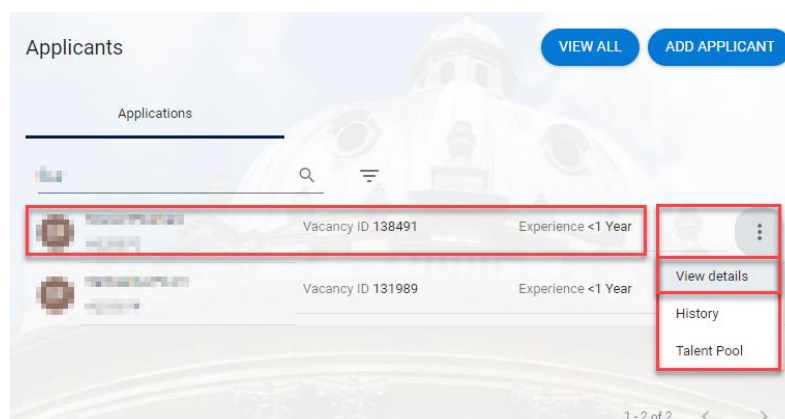 Applicants
VIEW ALL
ADD APPLICANT
Applications
Vacancy ID 138491
Experience <1 Year
View details
Vacancy ID 131989
Experience <1 Year
History
Talent Pool
1 - 2 of 2